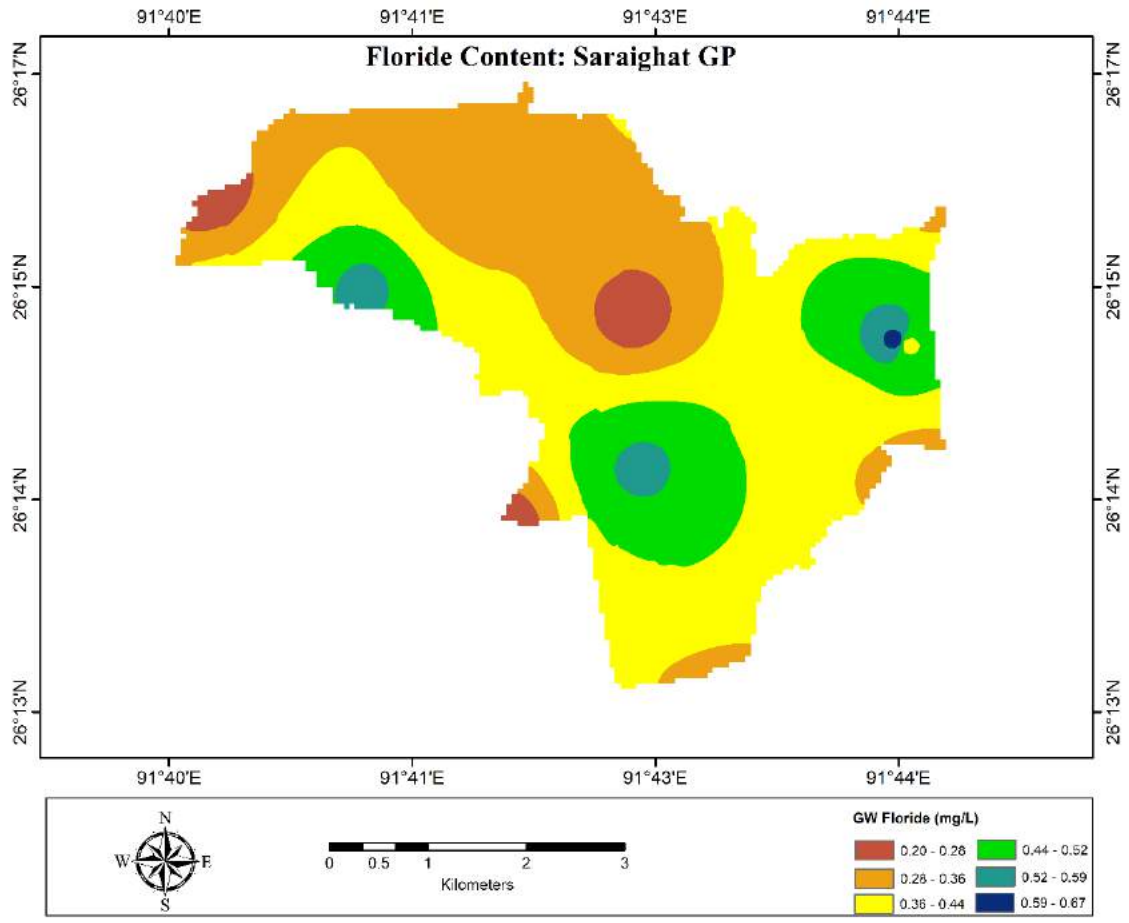 91°40'E 91°41'E 91°43'E 91°44'E
Floride Content: Saraighat GP
26°17'N 26°17'N
26°15'N 26°15'N
26°14'N 26°14'N
26°13'N 26°13'N
91°40'E 91°41'E 91°43'E 91°44'E
N
W E
S
0 0.5 1 2 3
Kilometers
GW Floride (mg/L)
0.20 - 0.28 0.44 - 0.52
0.28 - 0.36 0.52 - 0.59
0.36 - 0.44 0.59 - 0.67